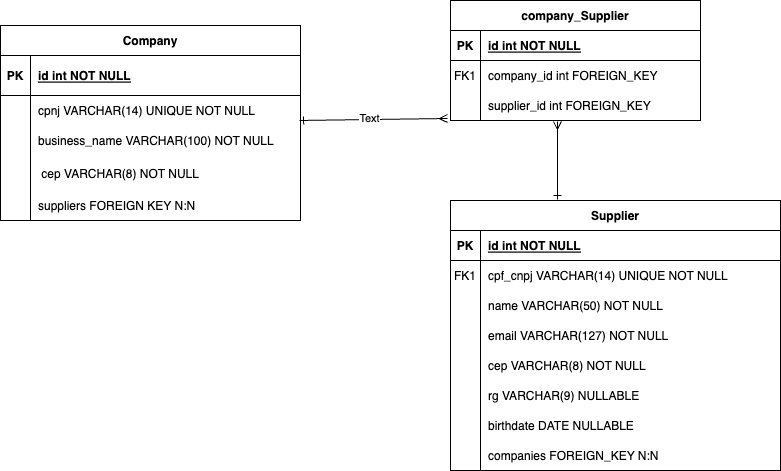 Company
PK id int NOT NULL
cpnj VARCHAR(14) UNIQUE NOT NULL
business_name VARCHAR(100) NOT NULL
cep VARCHAR(8) NOT NULL
suppliers FOREIGN KEY N:N
Text
company_Supplier
PK id int NOT NULL
FK1 company_id int FOREIGN_KEY
supplier_id int FOREIGN_KEY
Supplier
PK id int NOT NULL
FK1 cpf_cnpj VARCHAR(14) UNIQUE NOT NULL
name VARCHAR(50) NOT NULL
email VARCHAR(127) NOT NULL
cep VARCHAR(8) NOT NULL
rg VARCHAR(9) NULLABLE
birthdate DATE NULLABLE
companies FOREIGN_KEY N:N